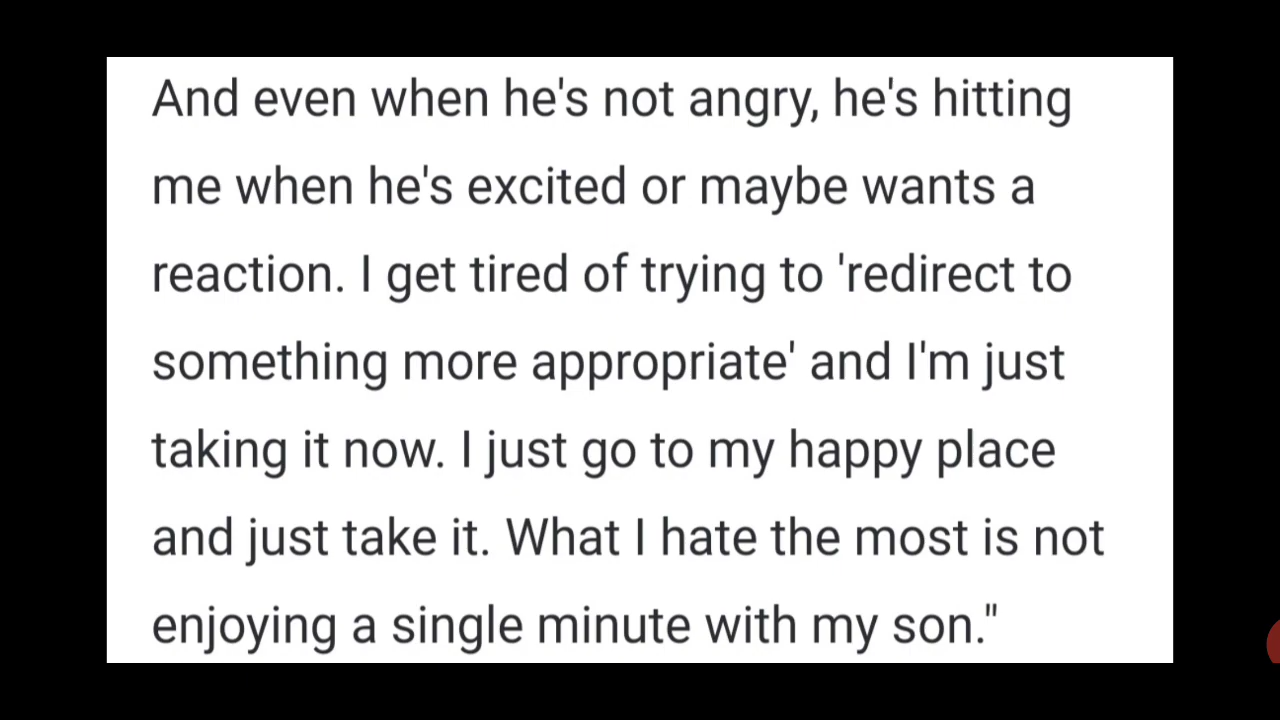 And even when he's not angry, he's hitting
me when he's excited or maybe wants a
reaction. I get tired of trying to 'redirect to
something more appropriate' and I'm just
taking it now. I just go to my happy place
and just take it. What I hate the most is not
enjoying a single minute with my son."